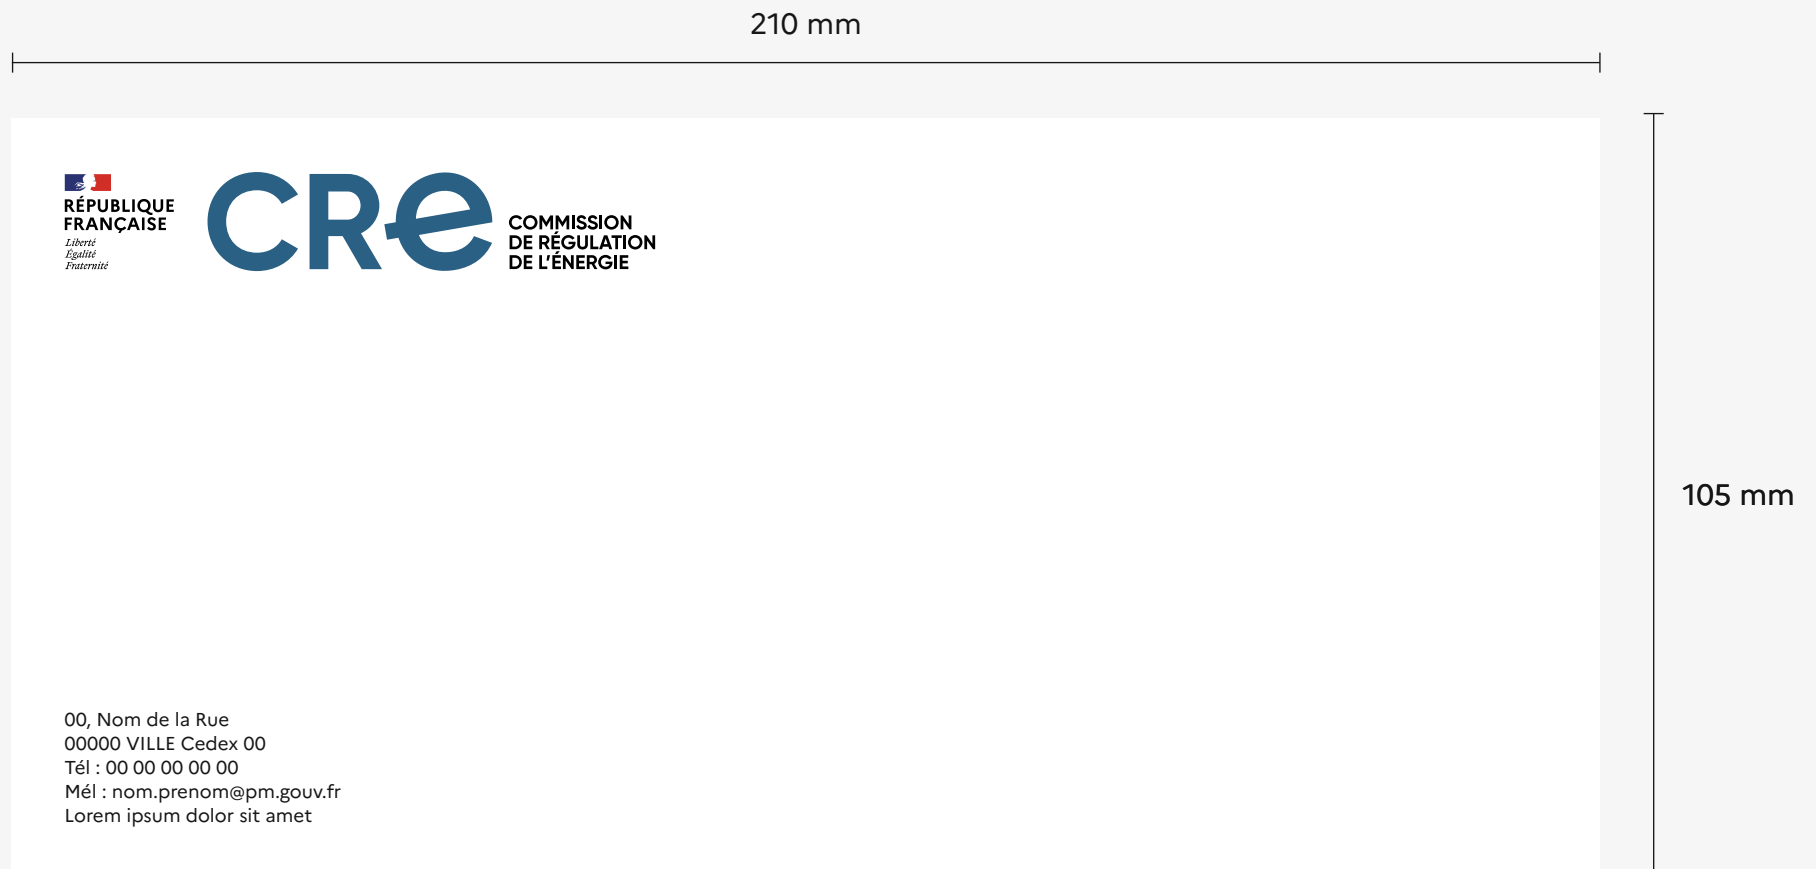 210 mm
RÉPUBLIQUE
FRANÇAISE
Liberté
Égalité
Fraternité
CRe
COMMISSION
DE RÉGULATION
DE L'ÉNERGIE
105 mm
00, Nom de la Rue
00000 VILLE Cedex 00
Tél : 00 00 00 00 00
Mél : nom.prenom@pm.gouv.fr
Lorem ipsum dolor sit amet